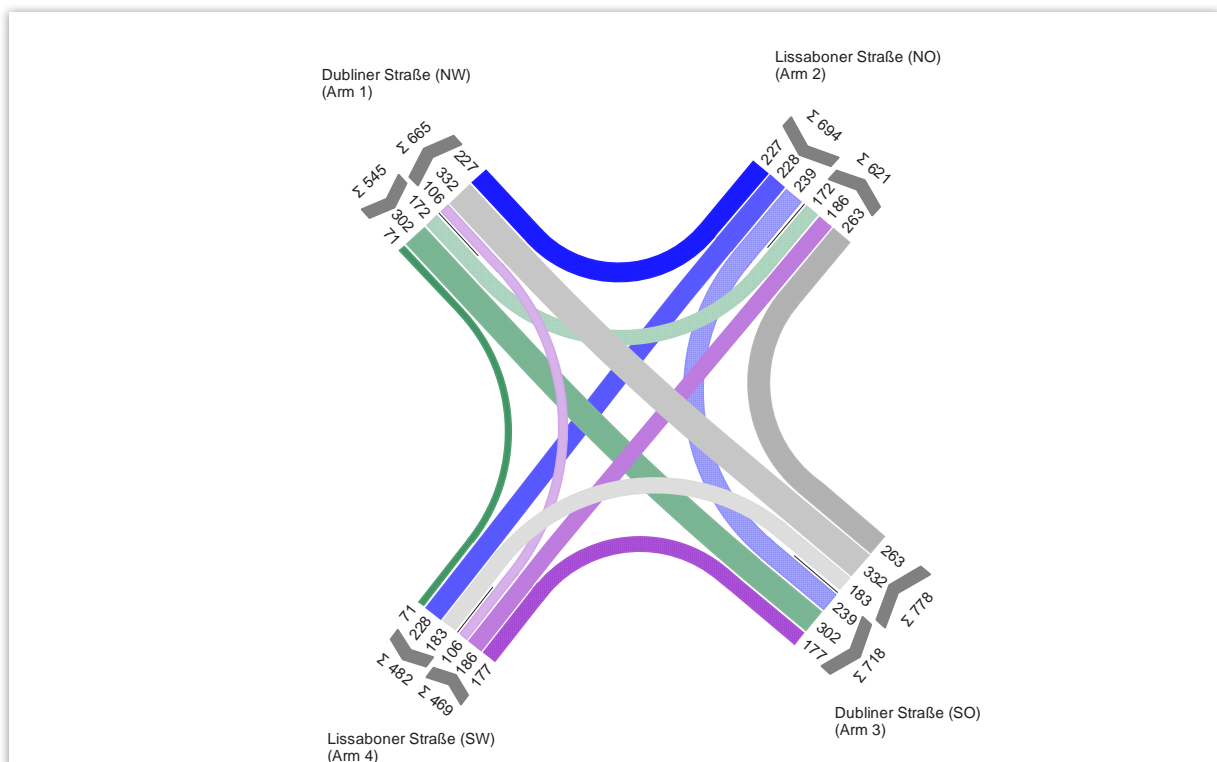 Lissaboner Straße (NO)
(Arm 2)
Dubliner Straße (NW)
(Arm 1)
Σ 694
Σ 665
Σ 621
Σ 545
227
332
106
172
302
71
227
228
239
172
186
263
263
332
183
239
302
177
Σ 778
Σ 718
71
228
183
106
186
177
Σ 482
Σ 469
Dubliner Straße (SO)
(Arm 3)
Lissaboner Straße (SW)
(Arm 4)